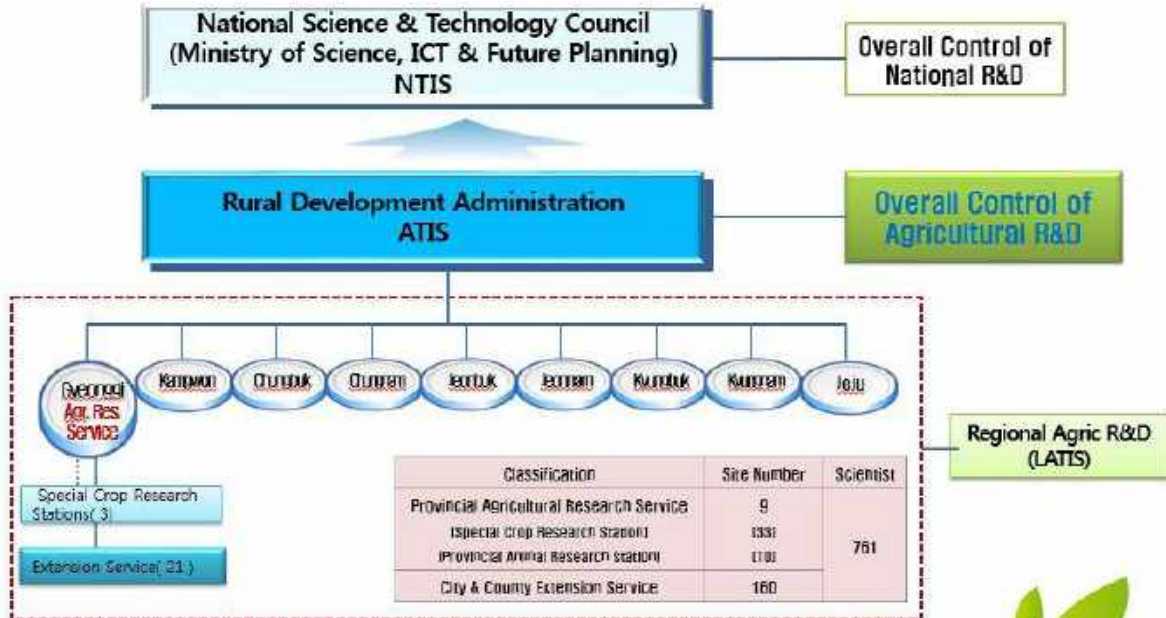 National Science & Technology Council
(Ministry of Science, ICT & Future Planning)
NTIS
Overall Control of
National R&D
Rural Development Administration
ATIS
Overall Control of
Agricultural R&D
Gyeonggi
Agr. Res.
Service
Kangwon
Chungbuk
Chungnam
Jeonbuk
Jeonnam
Kyungbuk
Kyungnam
Jeju
Regional Agric R&D
(LATIS)
Special Crop Research
Stations( 3)
Extension Service( 21 )
Classification Site Number Scientist
Provincial Agricultural Research Service 9
(Special Crop Research Station) (33)
(Provincial Animal Research station)
761
City & County Extension Service 160